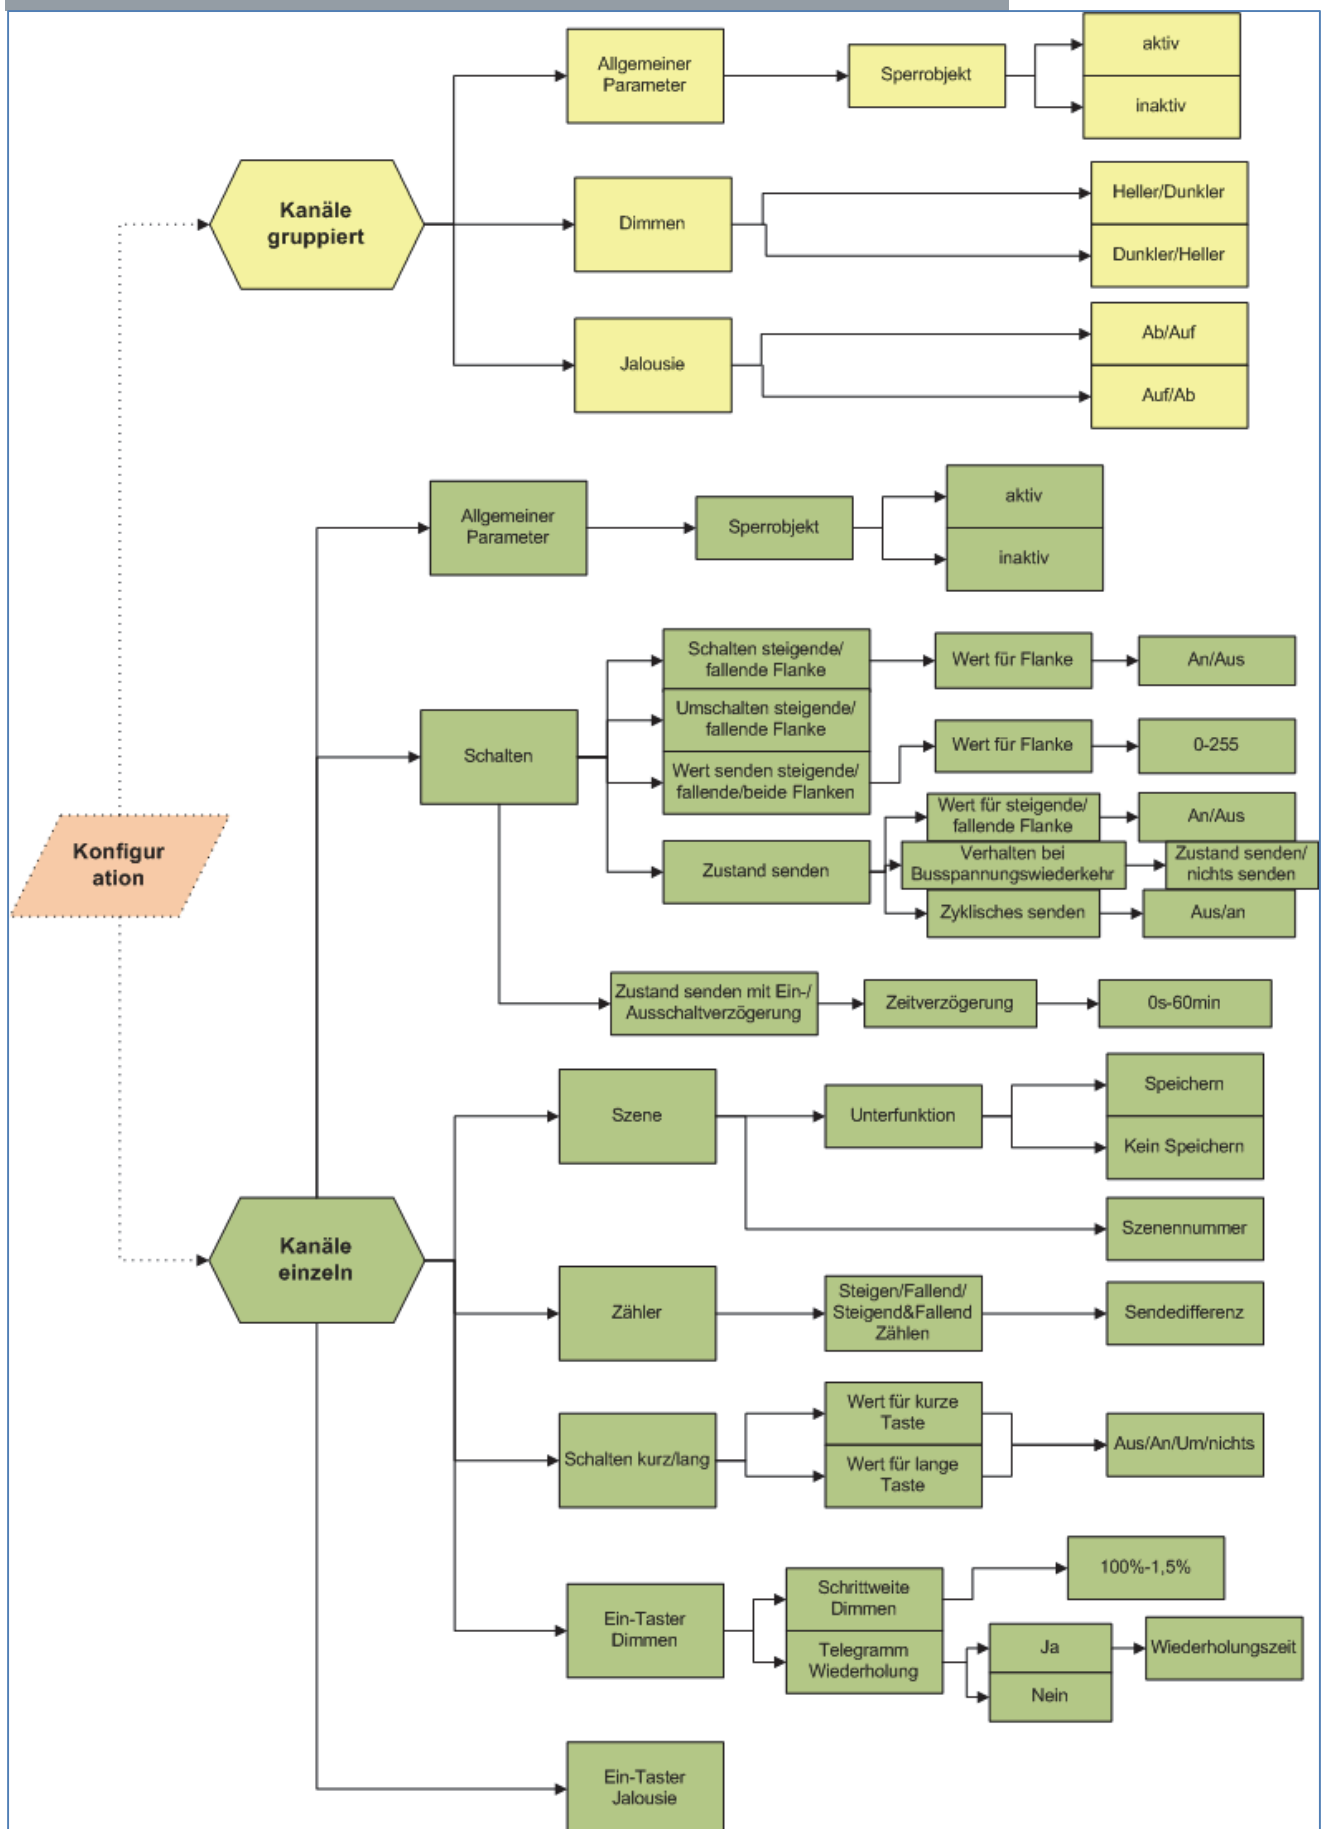 Allgemeiner
Parameter
Sperrobjekt
aktiv
inaktiv
Kanäle
gruppiert
Dimmen
Heller/Dunkler
Dunkler/Heller
Jalousie
Ab/Auf
Auf/Ab
Allgemeiner
Parameter
Sperrobjekt
aktiv
inaktiv
Schalten
Schalten steigende/
fallende Flanke
Wert für Flanke
An/Aus
Umschalten steigende/
fallende Flanke
Wert senden steigende/
fallende/beide Flanken
Wert für Flanke
0-255
Zustand senden
Wert für steigende/
fallende Flanke
An/Aus
Verhalten bei
Busspannungswiederkehr
Zustand senden/
nichts senden
Zyklisches senden
Aus/an
Konfigur
ation
Zustand senden mit Ein-/
Ausschaltverzögerung
Zeitverzögerung
0s-60min
Szene
Unterfunktion
Speichern
Kein Speichern
Szenennummer
Kanäle
einzeln
Zähler
Steigen/Fallend/
Steigend&Fallend
Zählen
Sendedifferenz
Schalten kurz/lang
Wert für kurze
Taste
Wert für lange
Taste
Aus/An/Um/nichts
Ein-Taster
Dimmen
Schrittweite
Dimmen
100%-1,5%
Telegramm
Wiederholung
Ja
Nein
Wiederholungszeit
Ein-Taster
Jalousie